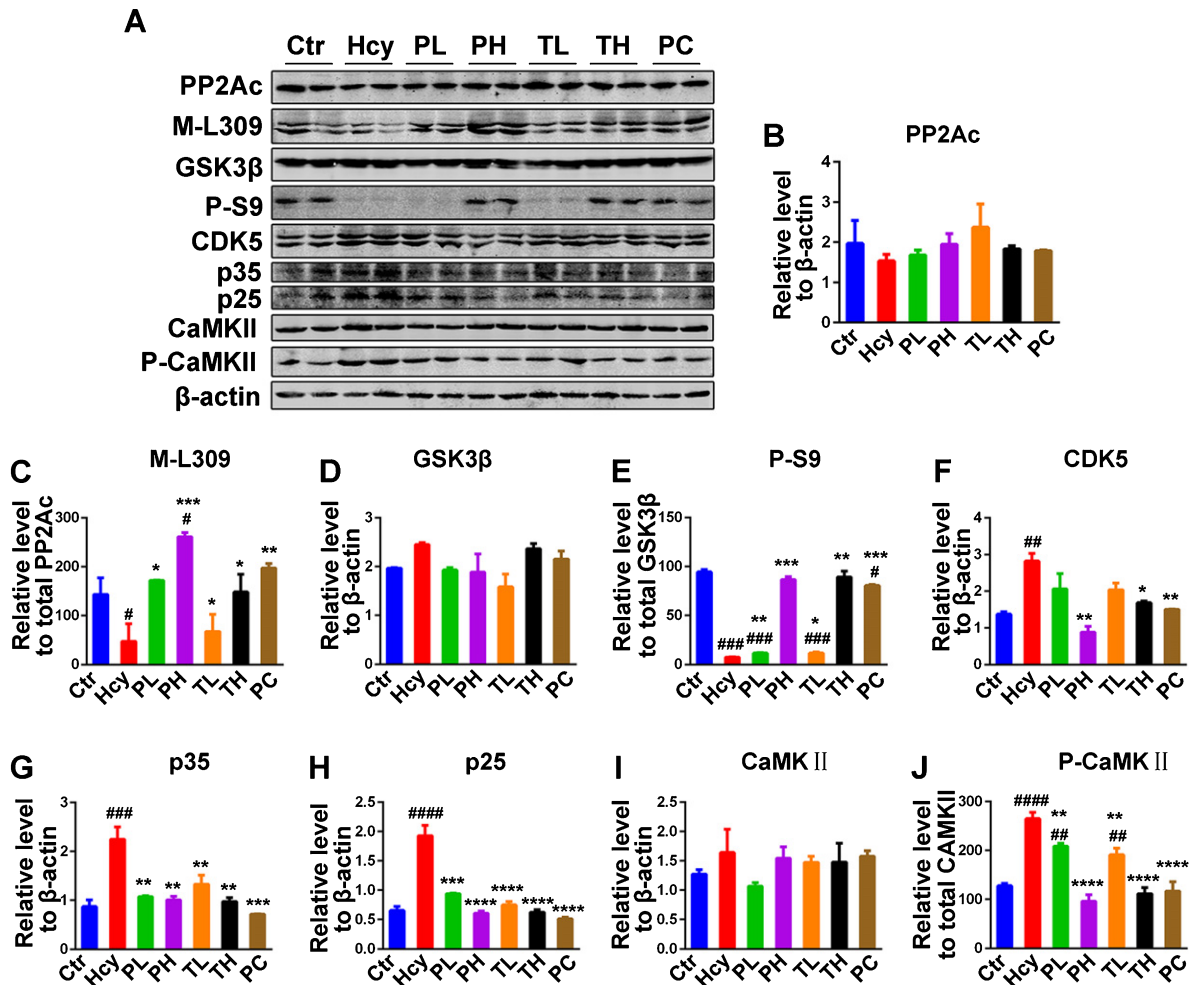 A
Ctr Hcy PL PH TL TH PC
PP2Ac
M-L309
GSK3β
P-S9
CDK5
p35
p25
CaMKII
P-CaMKII
β-actin
B
PP2Ac
Relative level
to β-actin
4
3
2
1
0
Ctr Hcy PL PH TL TH PC
C
M-L309
Relative level
to total PP2Ac
300
200
100
0
# * *** # * * **
Ctr Hcy PL PH TL TH PC
D
GSK3β
Relative level
to β-actin
3
2
1
0
Ctr Hcy PL PH TL TH PC
E
P-S9
Relative level
to total GSK3β
150
100
50
0
### ** ### *** * ### ** *** #
Ctr Hcy PL PH TL TH PC
F
CDK5
Relative level
to β-actin
4
3
2
1
0
## ** * **
Ctr Hcy PL PH TL TH PC
G
p35
Relative level
to β-actin
3
2
1
0
### ** ** ** ** ***
Ctr Hcy PL PH TL TH PC
H
p25
Relative level
to β-actin
2.5
2.0
1.5
1.0
0.5
0.0
#### *** **** **** **** ****
Ctr Hcy PL PH TL TH PC
I
CaMKⅡ
Relative level
to β-actin
2.5
2.0
1.5
1.0
0.5
0.0
Ctr Hcy PL PH TL TH PC
J
P-CaMKⅡ
Relative level
to total CAMKII
300
200
100
0
#### ** ## **** ** ## **** ****
Ctr Hcy PL PH TL TH PC